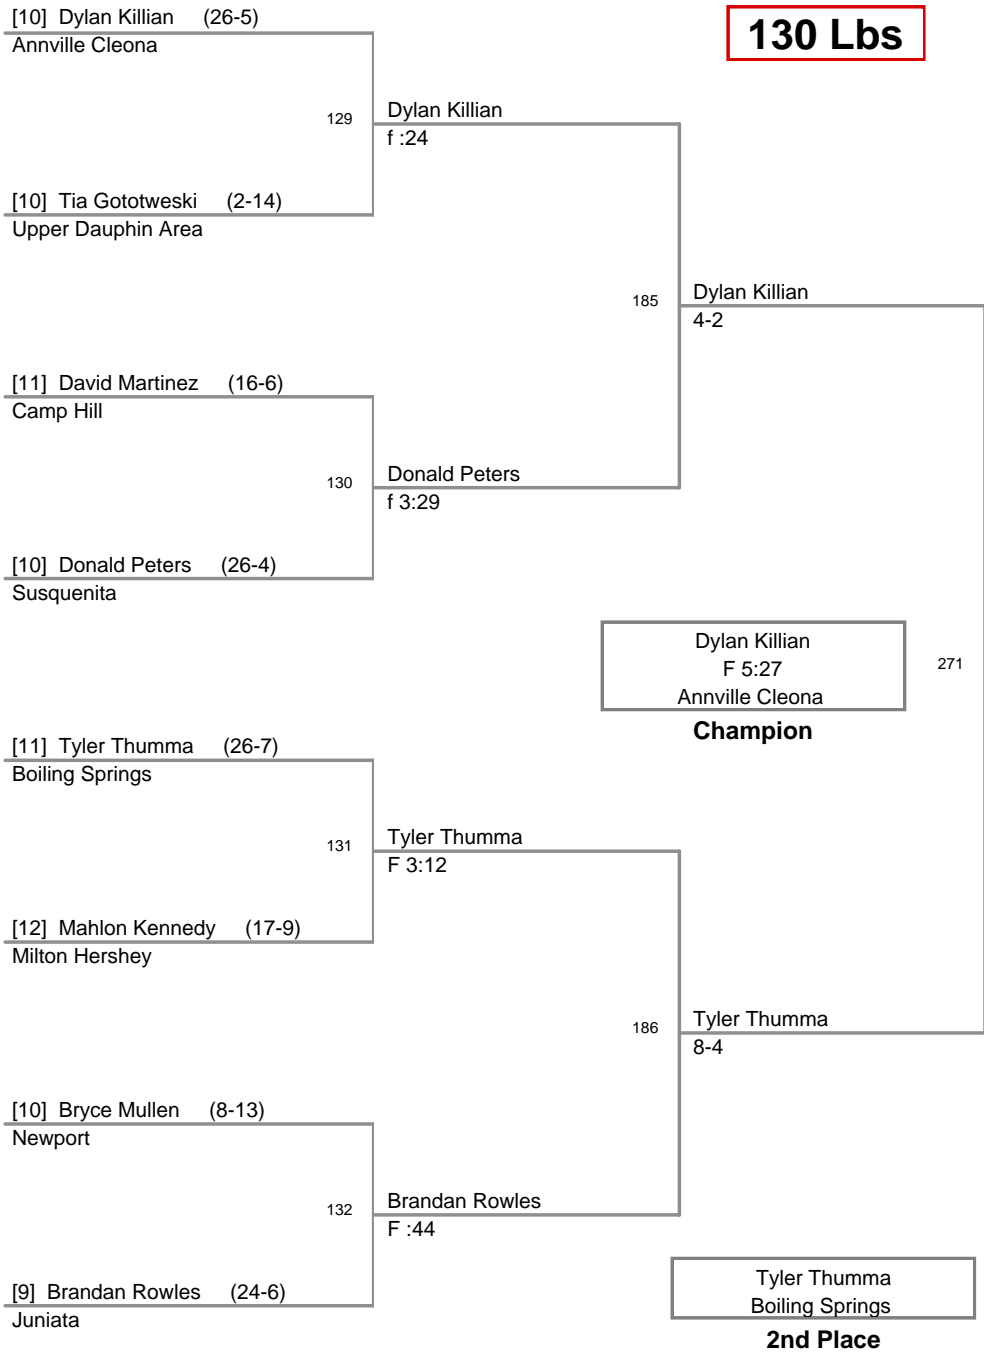 [10] Dylan Killian (26-5)
Annville Cleona
130 Lbs
129
Dylan Killian
f :24
[10] Tia Gototweski (2-14)
Upper Dauphin Area
185
Dylan Killian
4-2
[11] David Martinez (16-6)
Camp Hill
130
Donald Peters
f 3:29
[10] Donald Peters (26-4)
Susquenita
Dylan Killian
F 5:27
Annville Cleona
Champion
271
[11] Tyler Thumma (26-7)
Boiling Springs
131
Tyler Thumma
F 3:12
[12] Mahlon Kennedy (17-9)
Milton Hershey
186
Tyler Thumma
8-4
[10] Bryce Mullen (8-13)
Newport
132
Brandan Rowles
F :44
[9] Brandan Rowles (24-6)
Juniata
Tyler Thumma
Boiling Springs
2nd Place